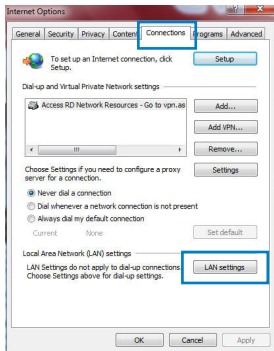 Internet Options
General Security Privacy Content Connections Programs Advanced
To set up an Internet connection, click Setup.
Setup
Dial-up and Virtual Private Network settings
Access RD Network Resources - Go to vpn.as
Add...
Add VPN...
Remove...
Choose Settings if you need to configure a proxy
server for a connection.
Settings
Never dial a connection
Dial whenever a network connection is not present
Always dial my default connection
Current None
Set default
Local Area Network (LAN) settings
LAN Settings do not apply to dial-up connections.
Choose Settings above for dial-up settings.
LAN settings
OK Cancel Apply